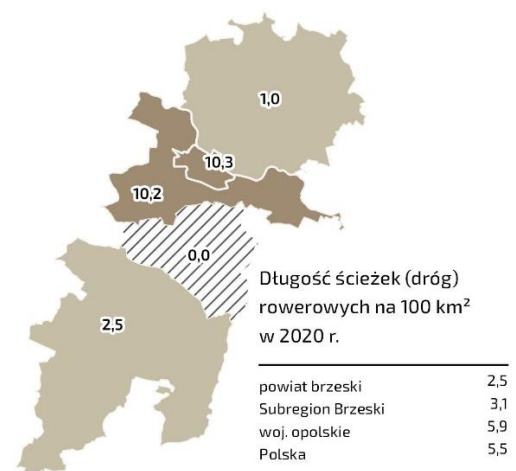 1,0
10,3
10,2
0,0
2,5
Długość ścieżek (dróg)
rowerowych na 100 km²
w 2020 r.
powiat brzeski 2,5
Subregion Brzeski 3,1
woj. opolskie 5,9
Polska 5,5